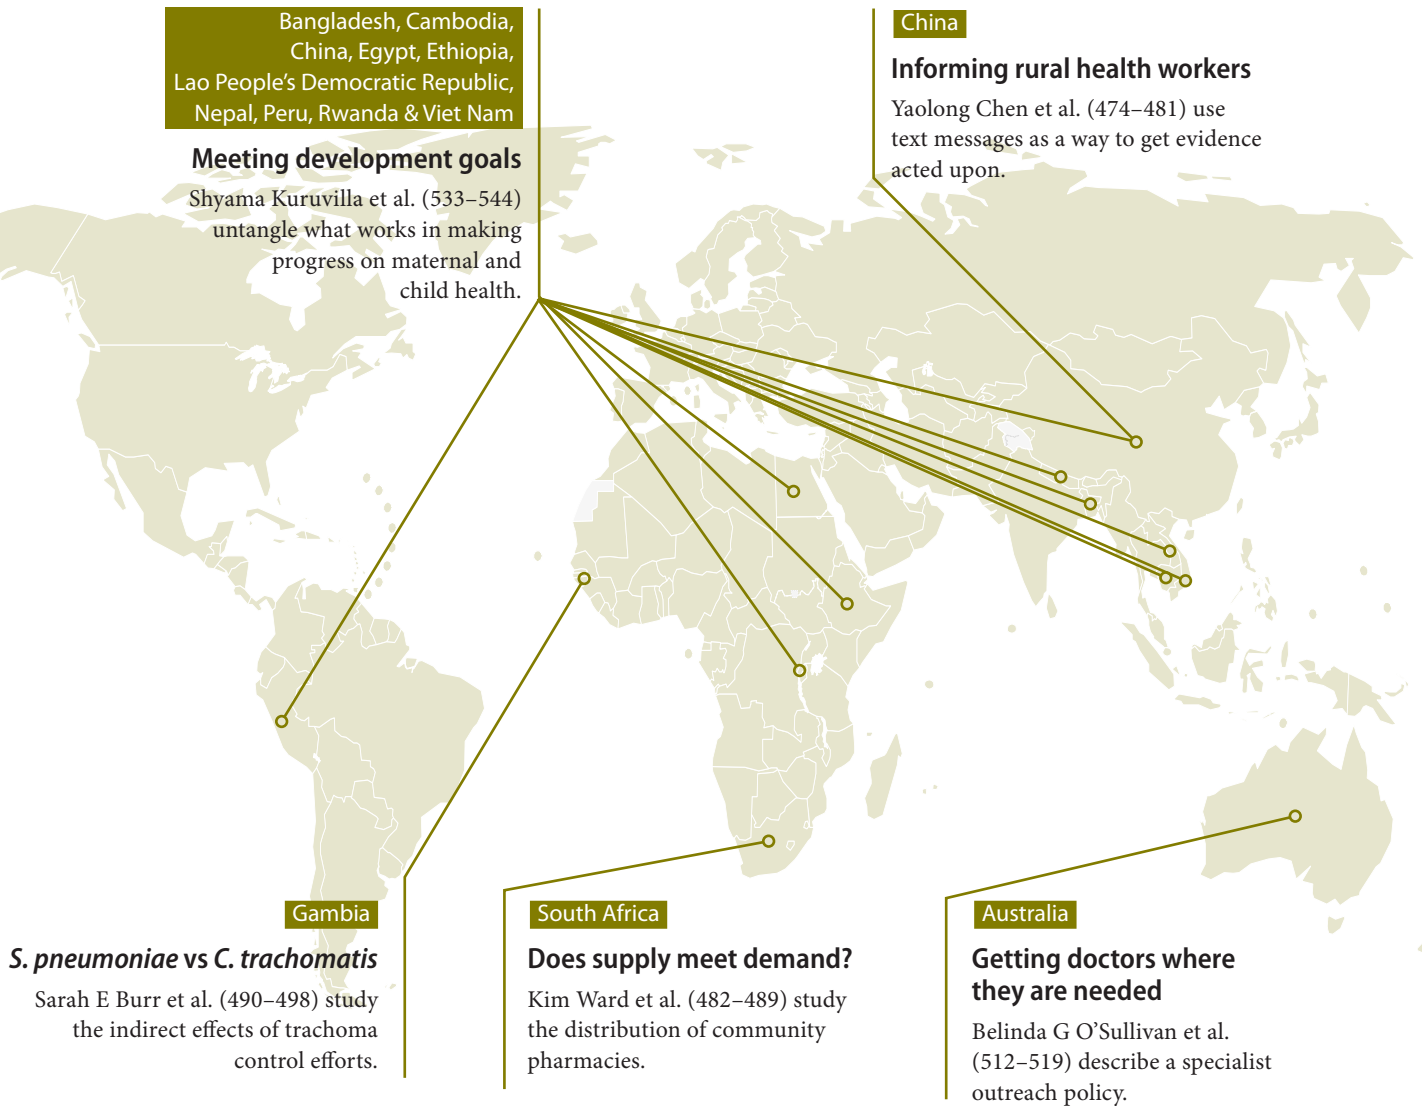 Bangladesh, Cambodia,
China, Egypt, Ethiopia,
Lao People’s Democratic Republic,
Nepal, Peru, Rwanda & Viet Nam
Meeting development goals
Shyama Kuruvilla et al. (533–544)
untangle what works in making
progress on maternal and
child health.
China
Informing rural health workers
Yaolong Chen et al. (474–481) use
text messages as a way to get evidence
acted upon.
Gambia
S. pneumoniae vs C. trachomatis
Sarah E Burr et al. (490–498) study
the indirect effects of trachoma
control efforts.
South Africa
Does supply meet demand?
Kim Ward et al. (482–489) study
the distribution of community
pharmacies.
Australia
Getting doctors where
they are needed
Belinda G O’Sullivan et al.
(512–519) describe a specialist
outreach policy.